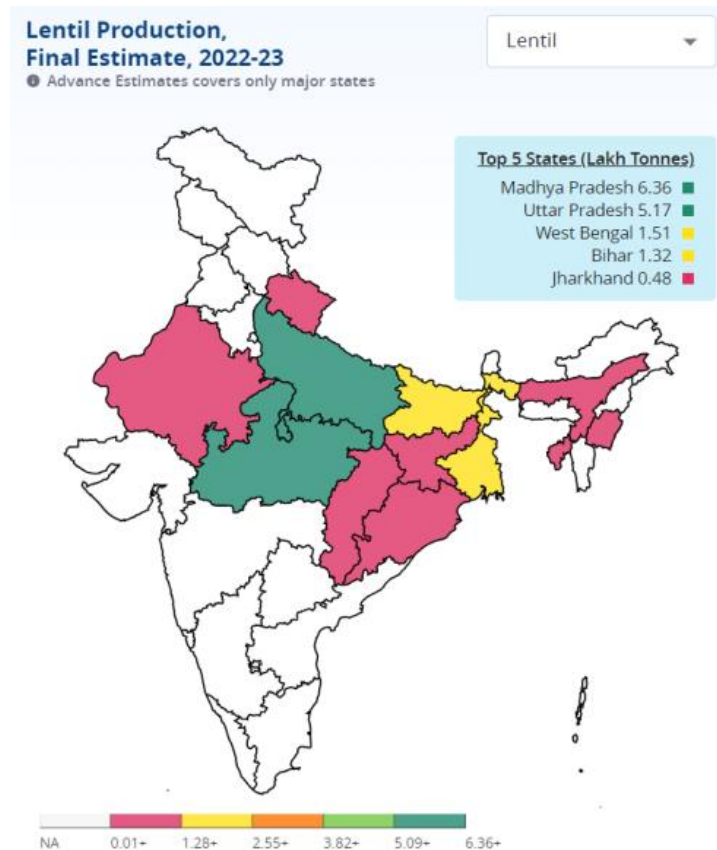 Lentil Production,
Final Estimate, 2022-23
Advance Estimates covers only major states
Lentil
Top 5 States (Lakh Tonnes)
Madhya Pradesh 6.36
Uttar Pradesh 5.17
West Bengal 1.51
Bihar 1.32
Jharkhand 0.48
NA 0.01+ 1.28+ 2.55+ 3.82+ 5.09+ 6.36+